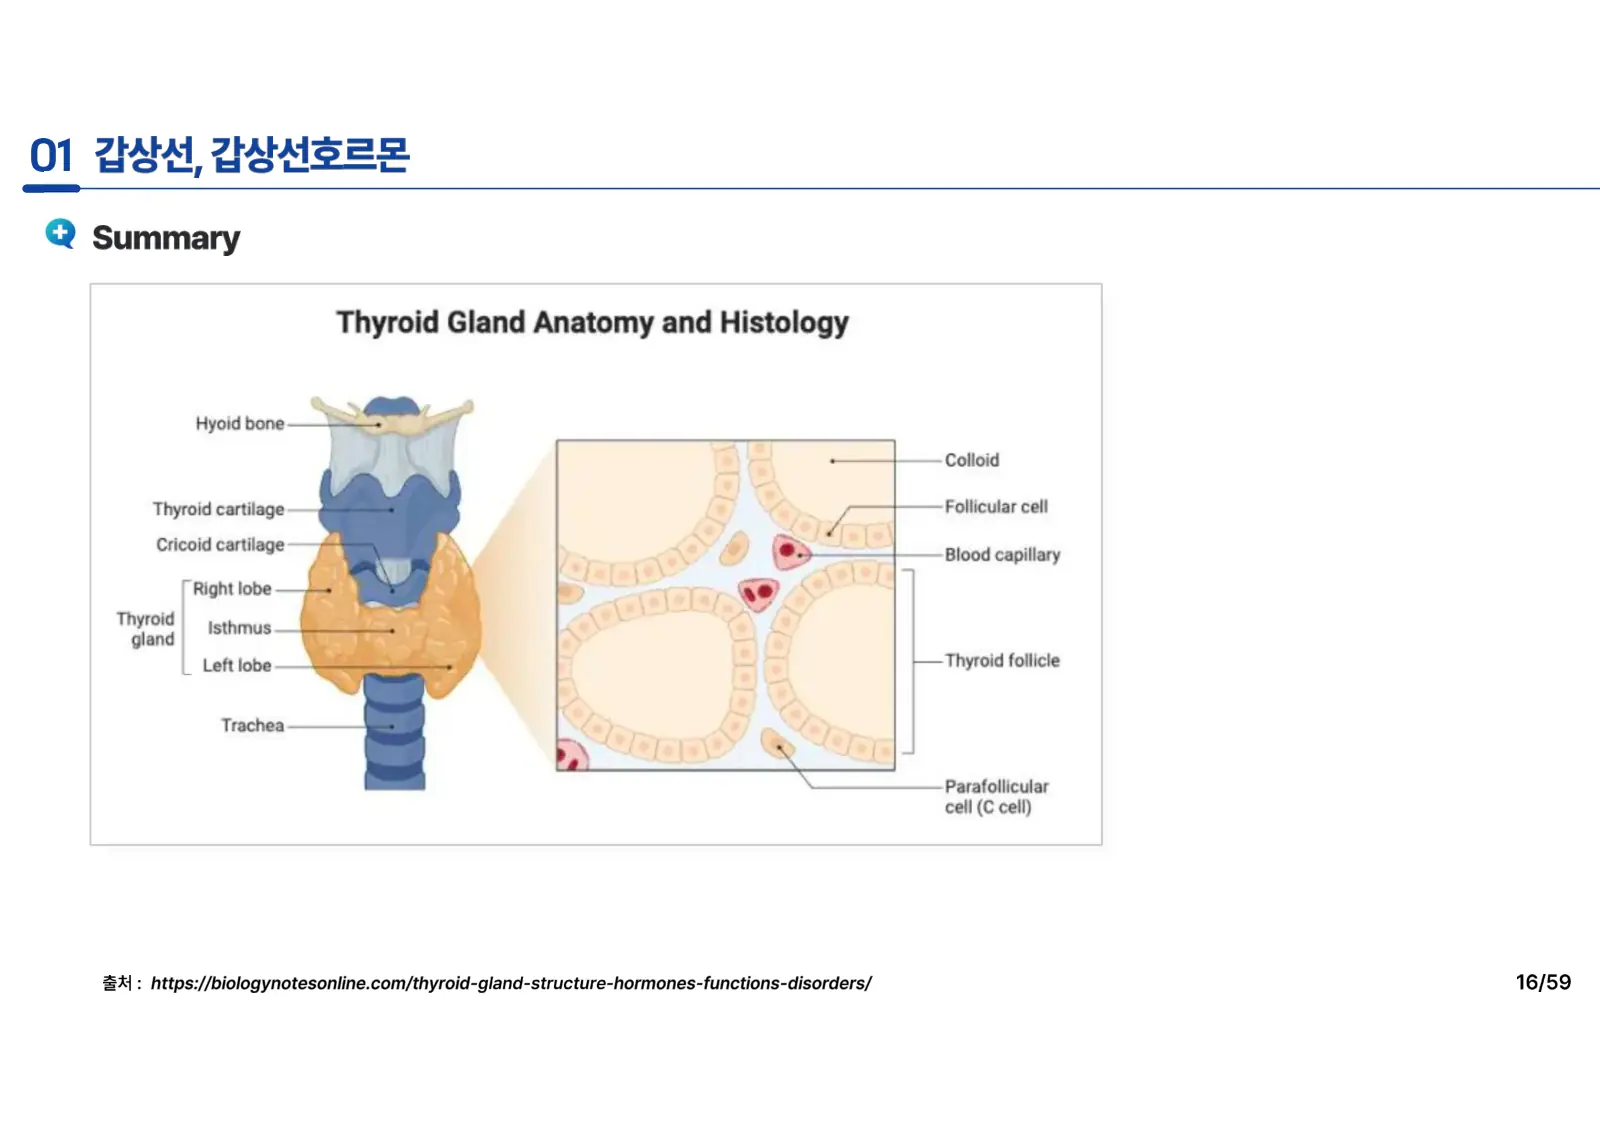 01 갑상선, 갑상선호르몬
Summary
Thyroid Gland Anatomy and Histology
Hyoid bone
Thyroid cartilage
Cricoid cartilage
Right lobe
Thyroid
gland
Isthmus
Left lobe
Trachea
Colloid
Follicular cell
Blood capillary
Thyroid follicle
Parafollicular
cell (C cell)
출처 : https://biologynotesonline.com/thyroid-gland-structure-hormones-functions-disorders/
16/59